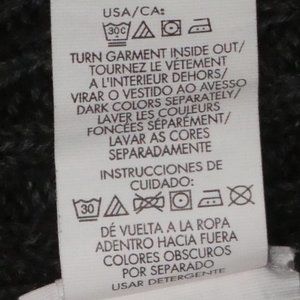 USA/CA:
30C
TURN GARMENT INSIDE OUT/
TOURNEZ LE VÊTEMENT
A L'INTERIEUR DEHORS/
VIRAR O VESTIDO AO AVESSO
DARK COLORS SEPARATELY/
LAVER LES COULEURS
FONCÉES SÉPARÉMENT/
LAVAR AS CORES
SEPARADAMENTE
INSTRUCCIONES DE
CUIDADO:
30
DÉ VUELTA A LA ROPA
ADENTRO HACIA FUERA
COLORES OBSCUROS
POR SEPARADO
USAR DETERGENTE